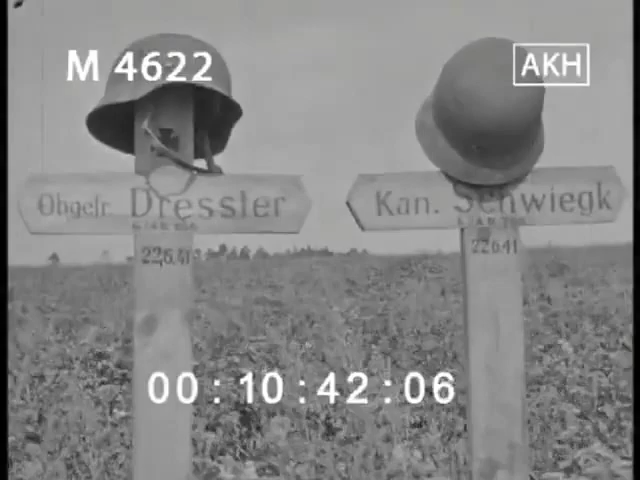 M 4622
AKH
Obgefr. Dressler
22.6.41
Kan. Schwiegk
22.6.41
00:10:42:06